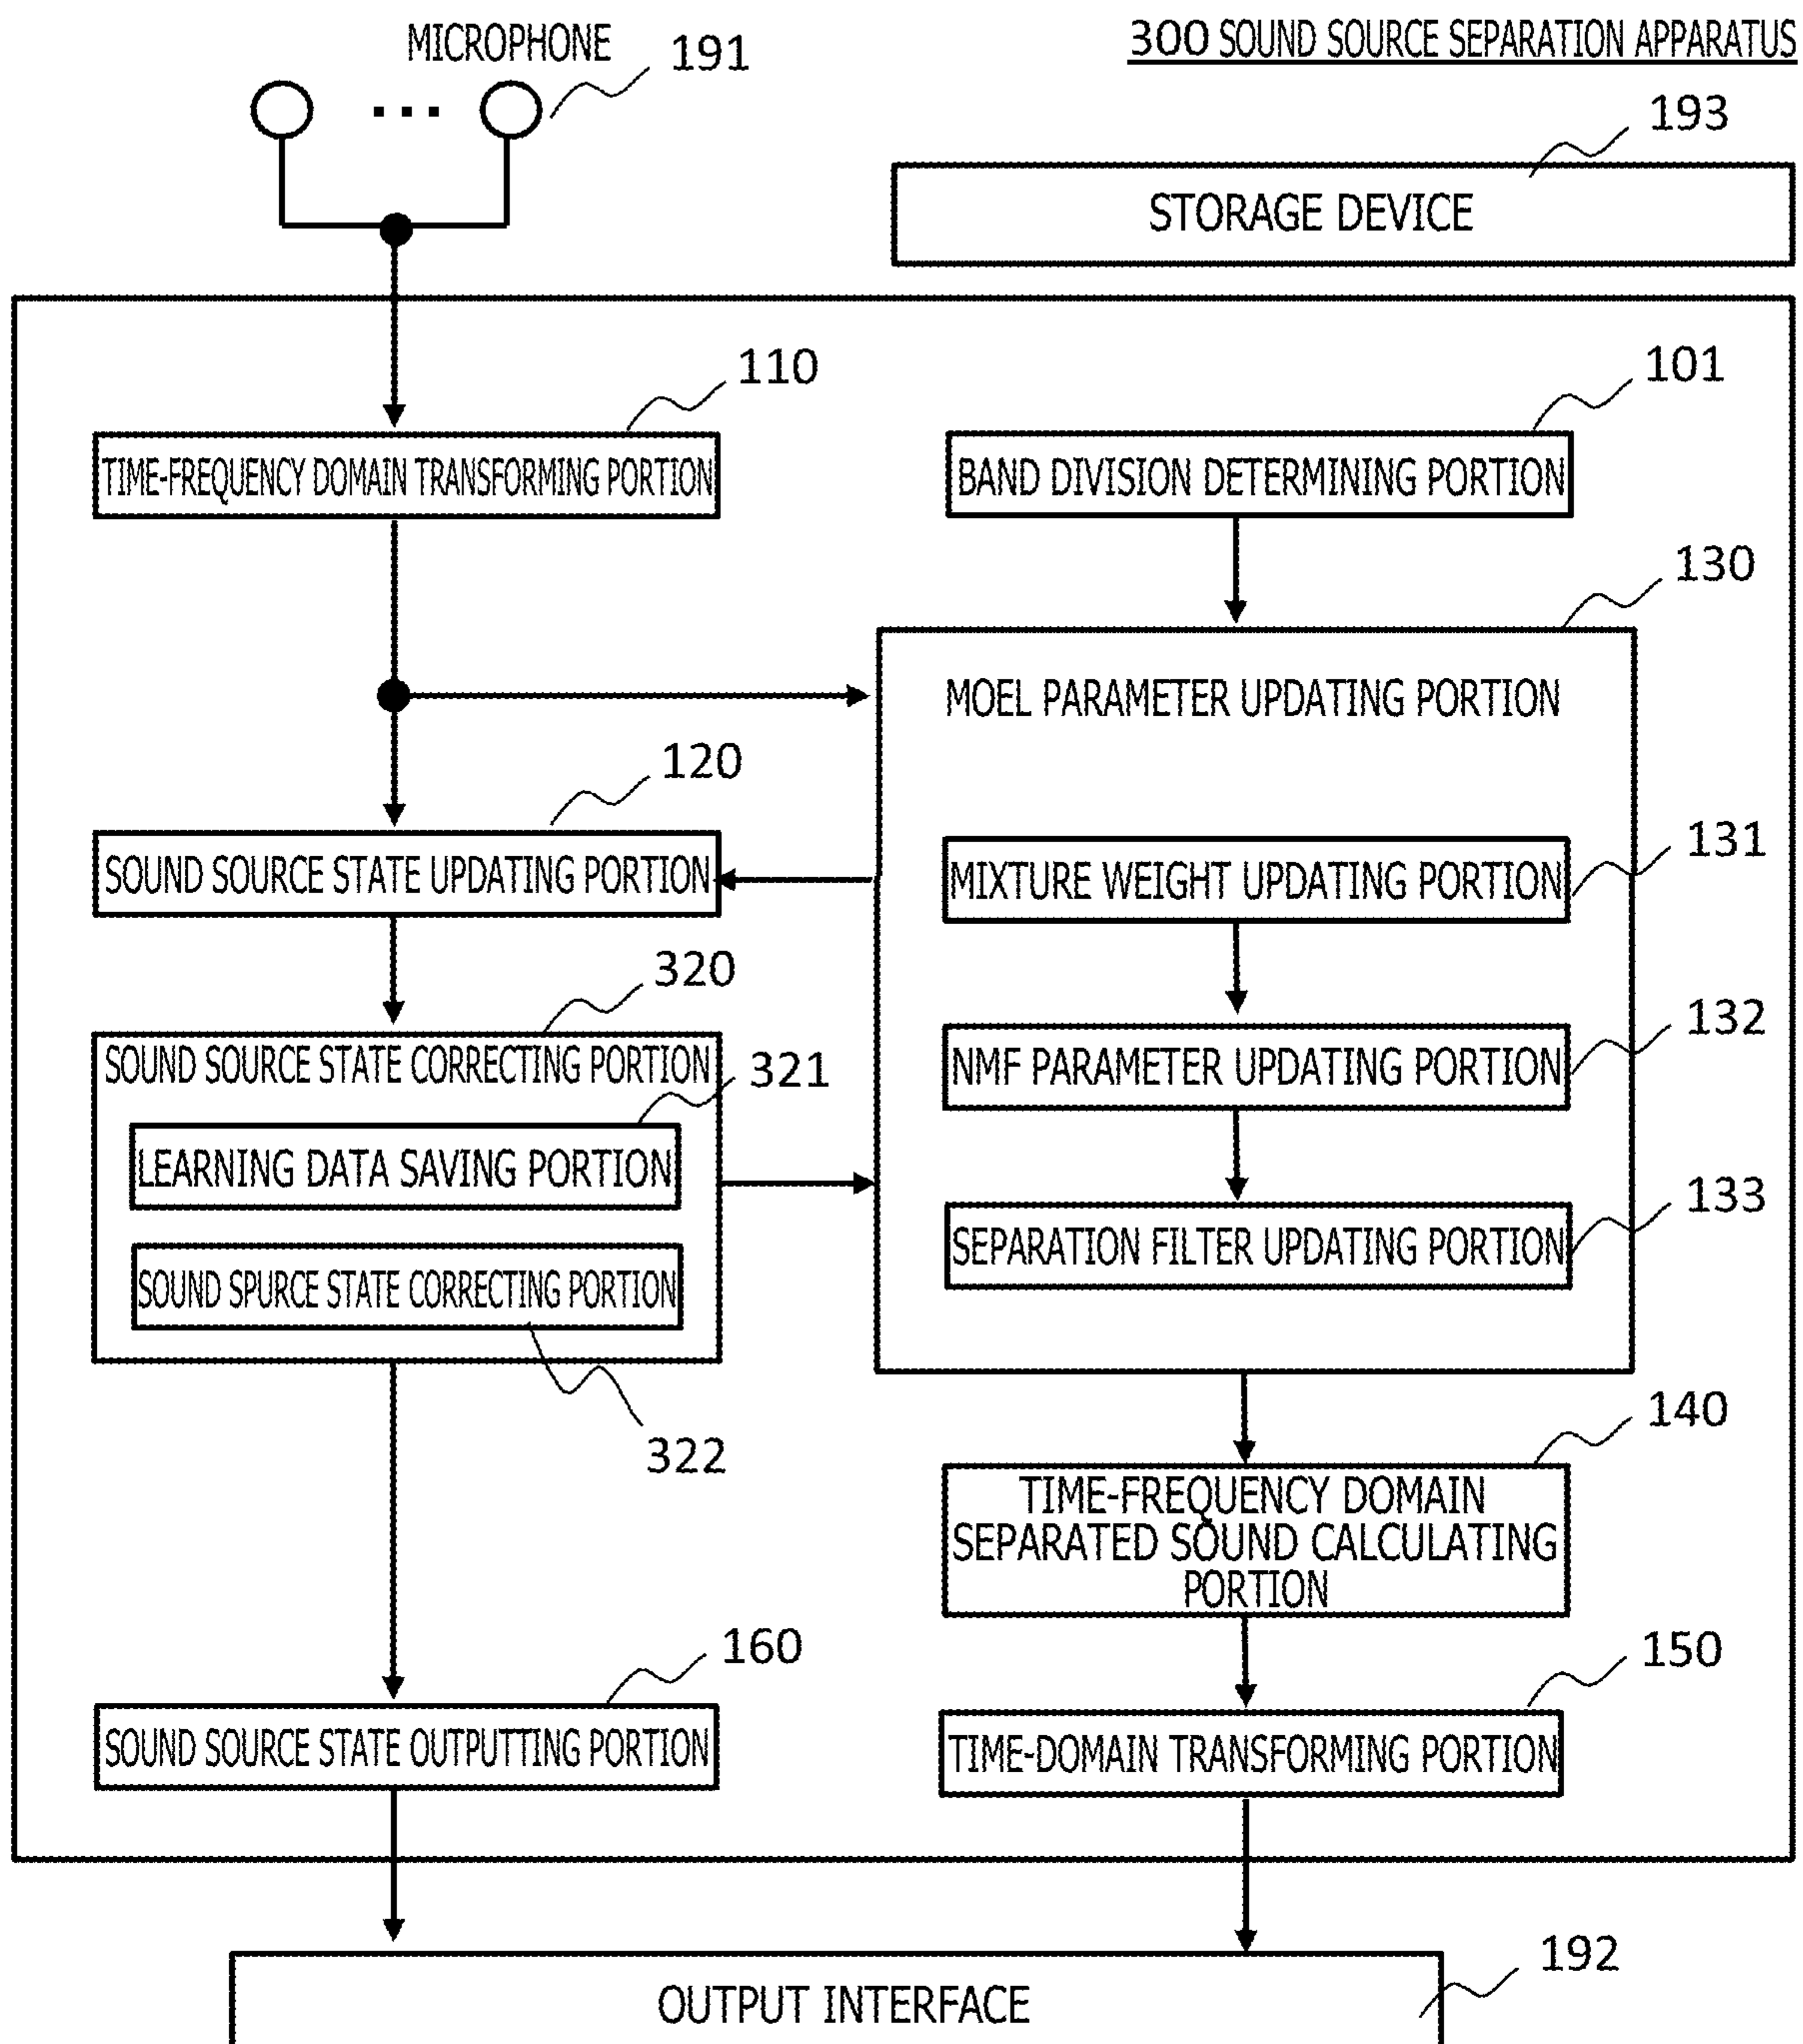 MICROPHONE
191
300 SOUND SOURCE SEPARATION APPARATUS
193
STORAGE DEVICE
110
TIME-FREQUENCY DOMAIN TRANSFORMING PORTION
101
BAND DIVISION DETERMINING PORTION
130
MOEL PARAMETER UPDATING PORTION
120
SOUND SOURCE STATE UPDATING PORTION
131
MIXTURE WEIGHT UPDATING PORTION
320
SOUND SOURCE STATE CORRECTING PORTION
321
LEARNING DATA SAVING PORTION
SOUND SPURCE STATE CORRECTING PORTION
322
132
NMF PARAMETER UPDATING PORTION
133
SEPARATION FILTER UPDATING PORTION
140
TIME-FREQUENCY DOMAIN
SEPARATED SOUND CALCULATING
PORTION
160
SOUND SOURCE STATE OUTPUTTING PORTION
150
TIME-DOMAIN TRANSFORMING PORTION
192
OUTPUT INTERFACE